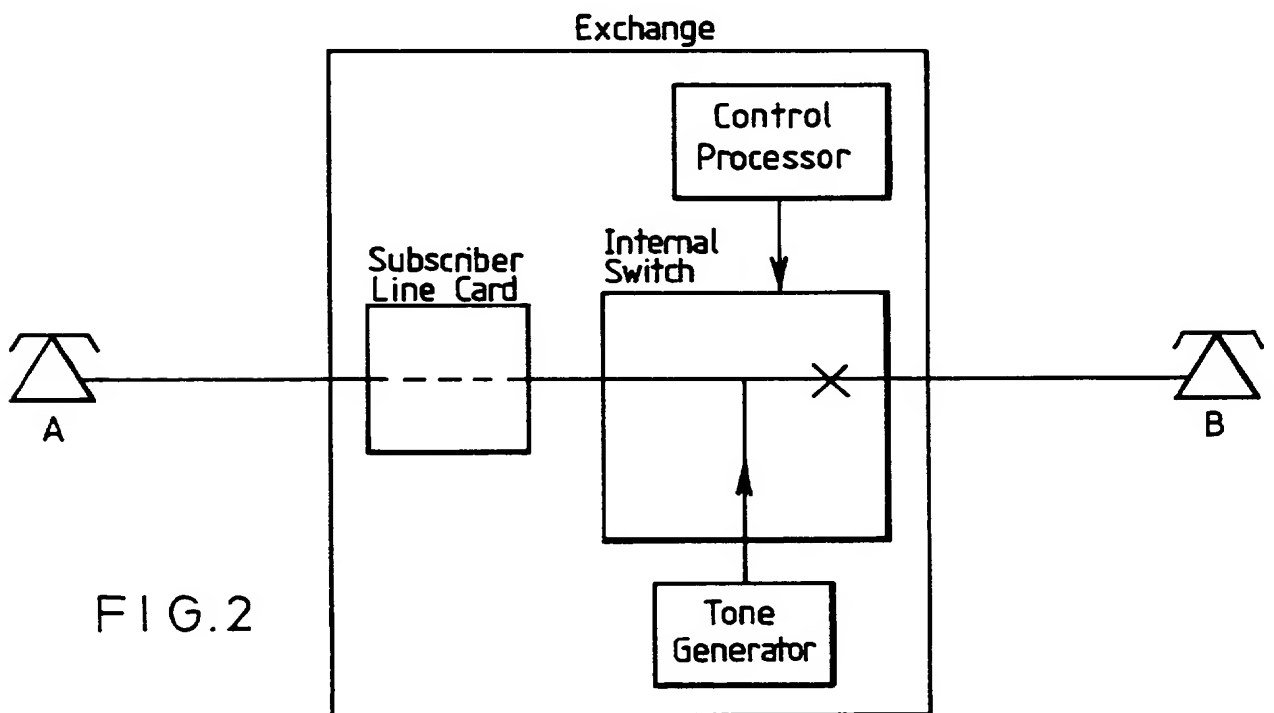 Exchange
Control
Processor
Internal
Switch
Subscriber
Line Card
A
B
Tone
Generator
FIG.2